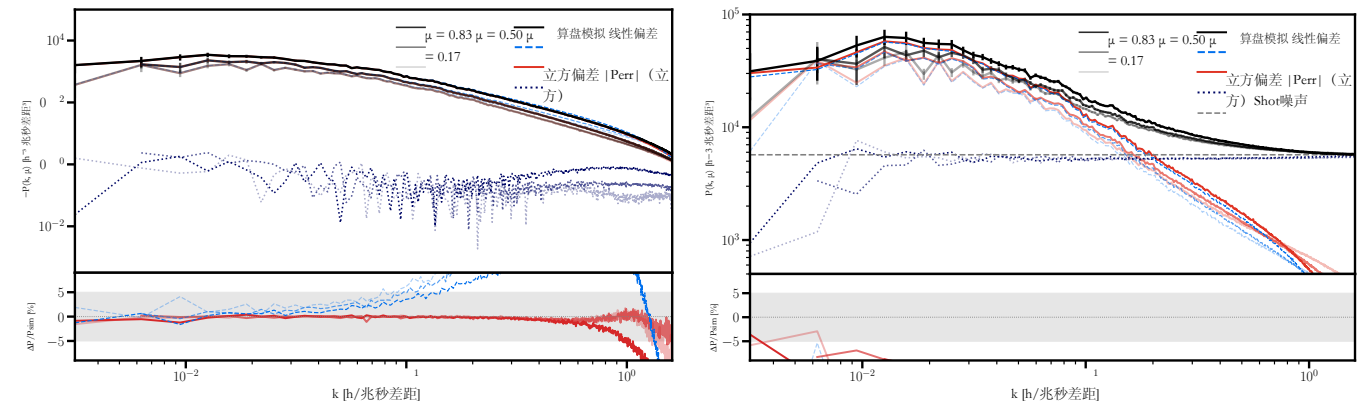 10⁴
0 2
0 0
10⁻²
−P(k, μ) [h⁻³ 兆秒差距³]
μ = 0.83 μ = 0.50 μ
= 0.17
算盘模拟 线性偏差
立方偏差 |Perr|（立
方）
5
0
−5
ΔP/Psim [%]
10⁻²
10⁻¹
10⁰
k [h/兆秒差距]
10⁵
10⁴
10³
P(k, μ) [h−3 兆秒差距³]
μ = 0.83 μ = 0.50 μ
= 0.17
算盘模拟 线性偏差
立方偏差 |Perr|（立
方）Shot噪声
5
0
−5
ΔP/Psim [%]
10⁻²
1
10⁰
k [h/兆秒差距]